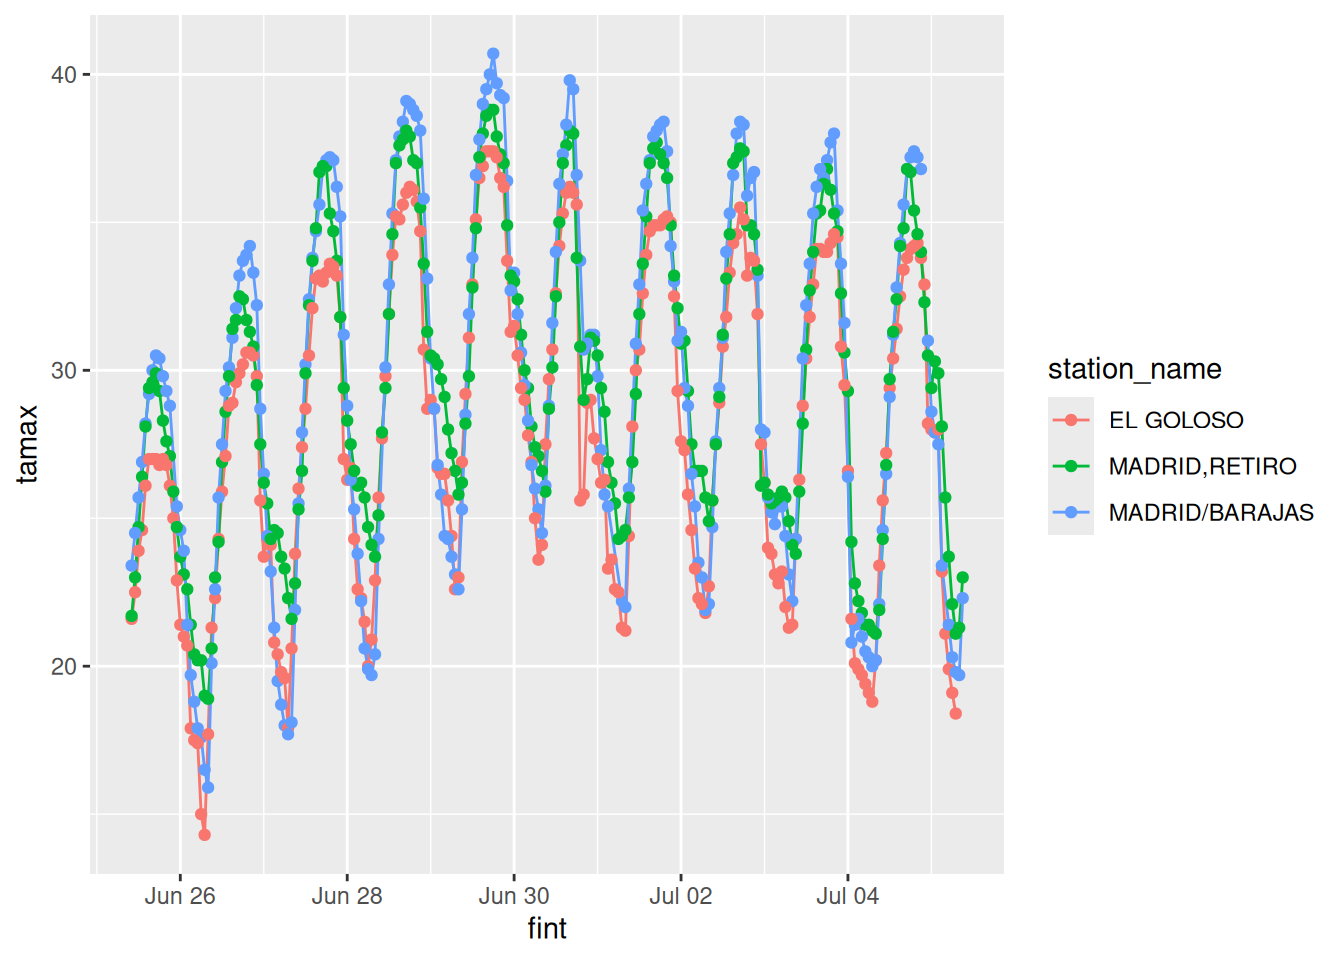 40
30
20
tamax
Jun 26
Jun 28
Jun 30
Jul 02
Jul 04
fint
station_name
EL GOLOSO
MADRID,RETIRO
MADRID/BARAJAS